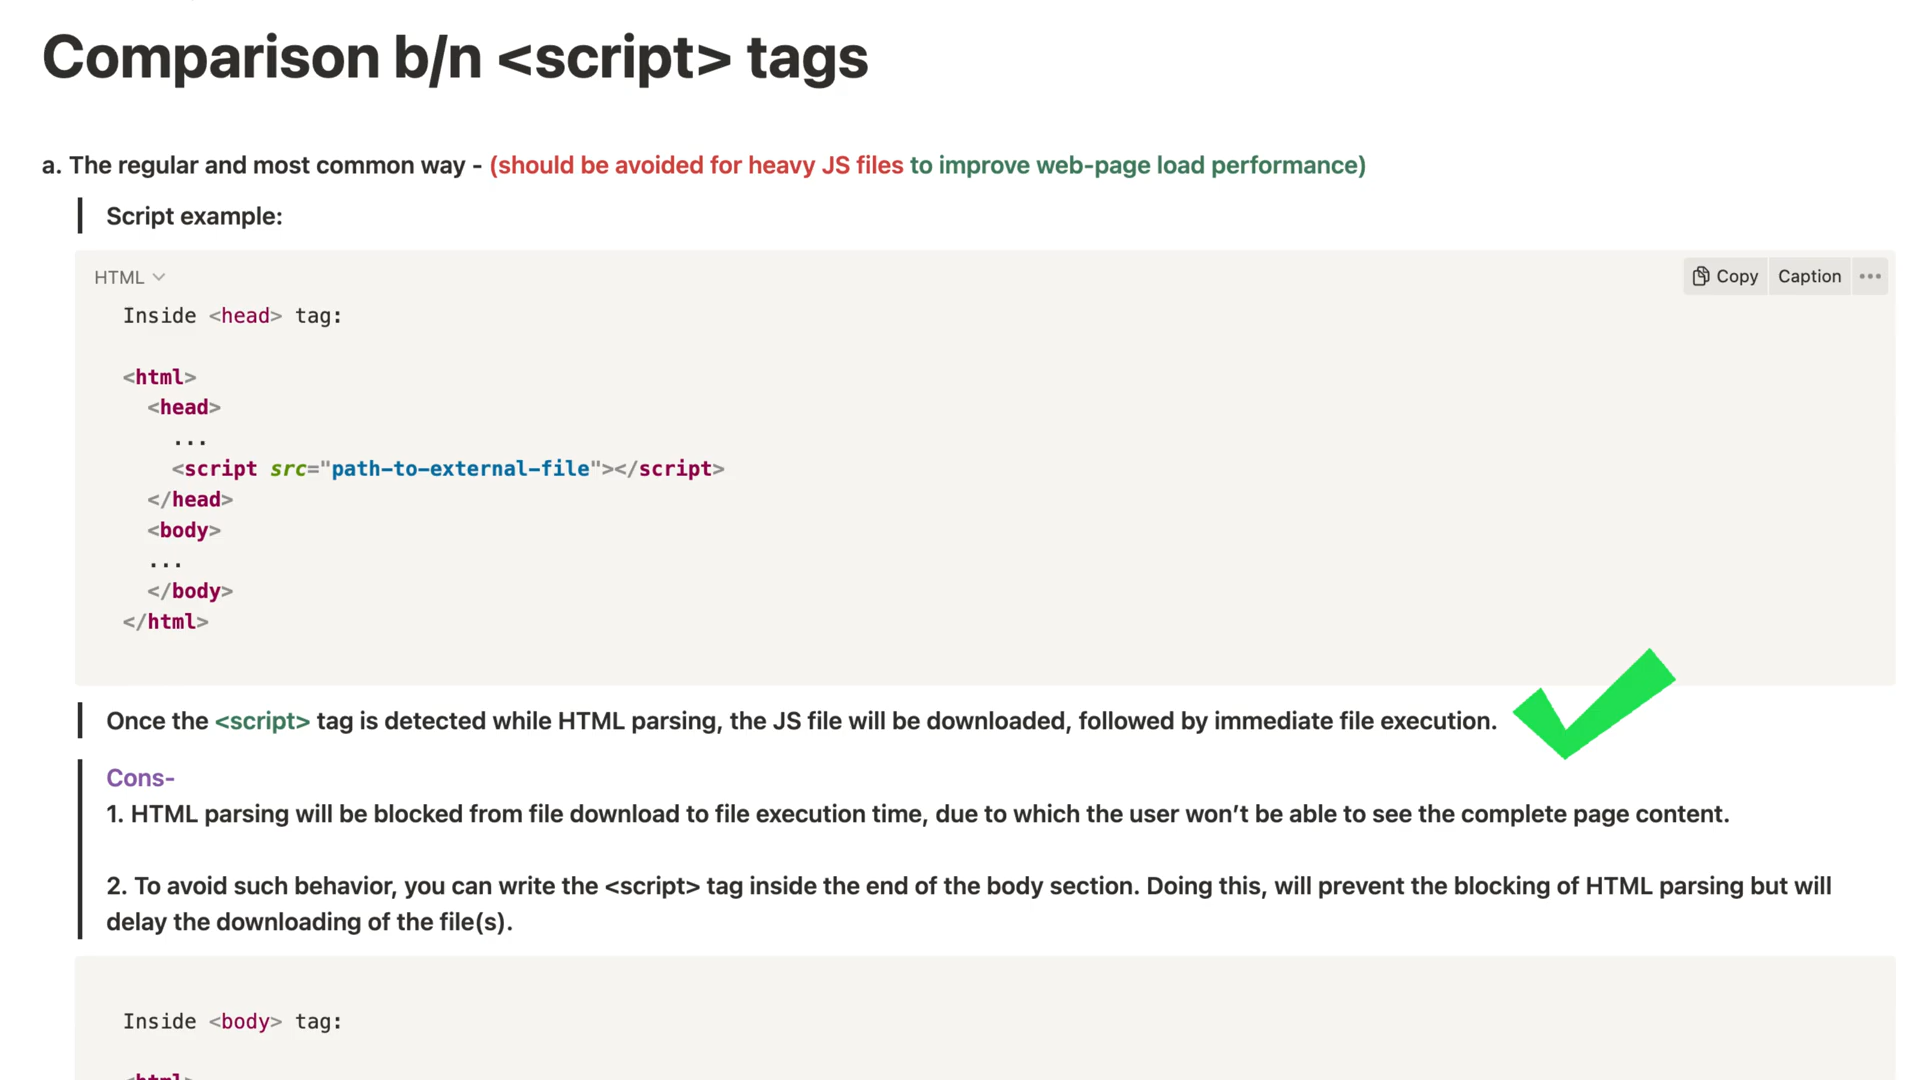 Comparison b/n <script> tags
a. The regular and most common way - (should be avoided for heavy JS files to improve web-page load performance)
Script example:
HTML
Copy Caption •••
Inside <head> tag:
<html>
<head>
...
<script src="path-to-external-file"></script>
</head>
<body>
...
</body>
</html>
Once the <script> tag is detected while HTML parsing, the JS file will be downloaded, followed by immediate file execution.
Cons-
1. HTML parsing will be blocked from file download to file execution time, due to which the user won’t be able to see the complete page content.
2. To avoid such behavior, you can write the <script> tag inside the end of the body section. Doing this, will prevent the blocking of HTML parsing but will
delay the downloading of the file(s).
Inside <body> tag:
<html>